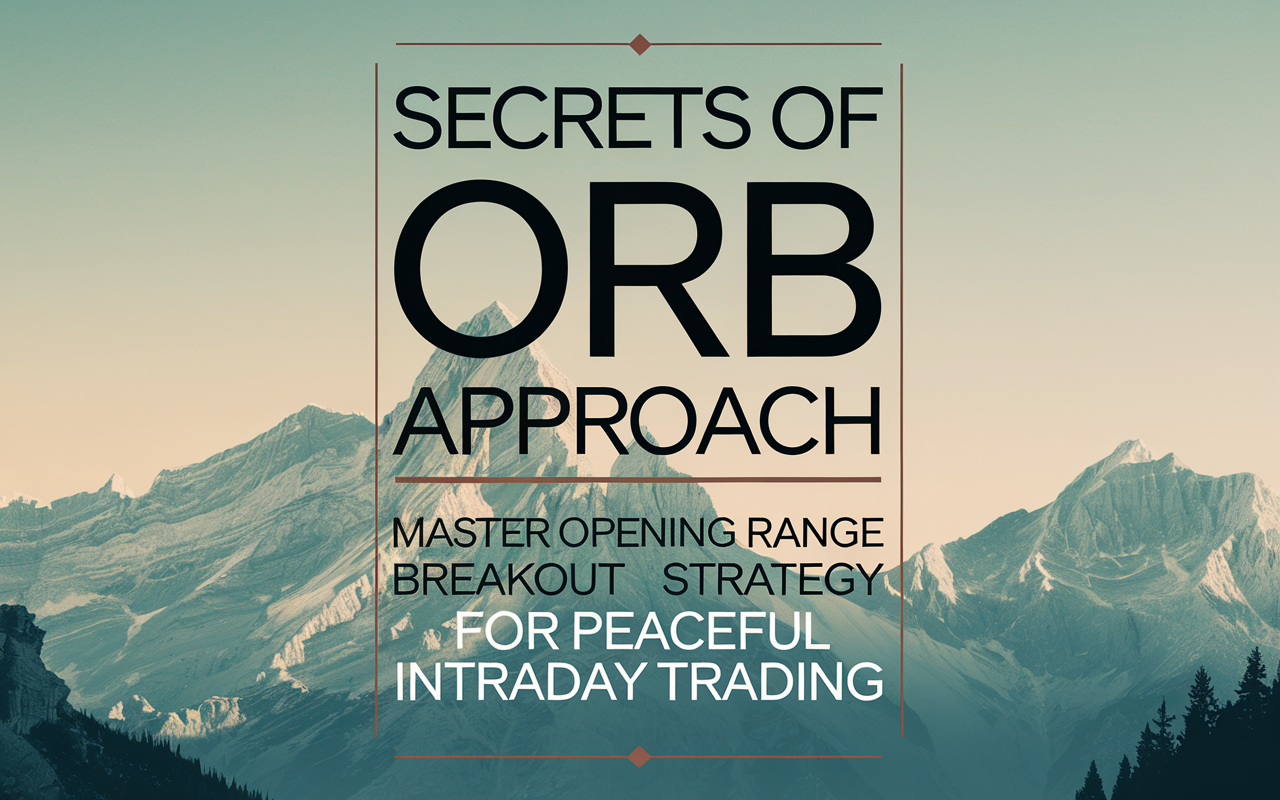 SECRETS OF
ORB
APPROACH
MASTER OPENING RANGE
BREAKOUT STRATEGY
FOR PEACEFUL
INTRADAY TRADING